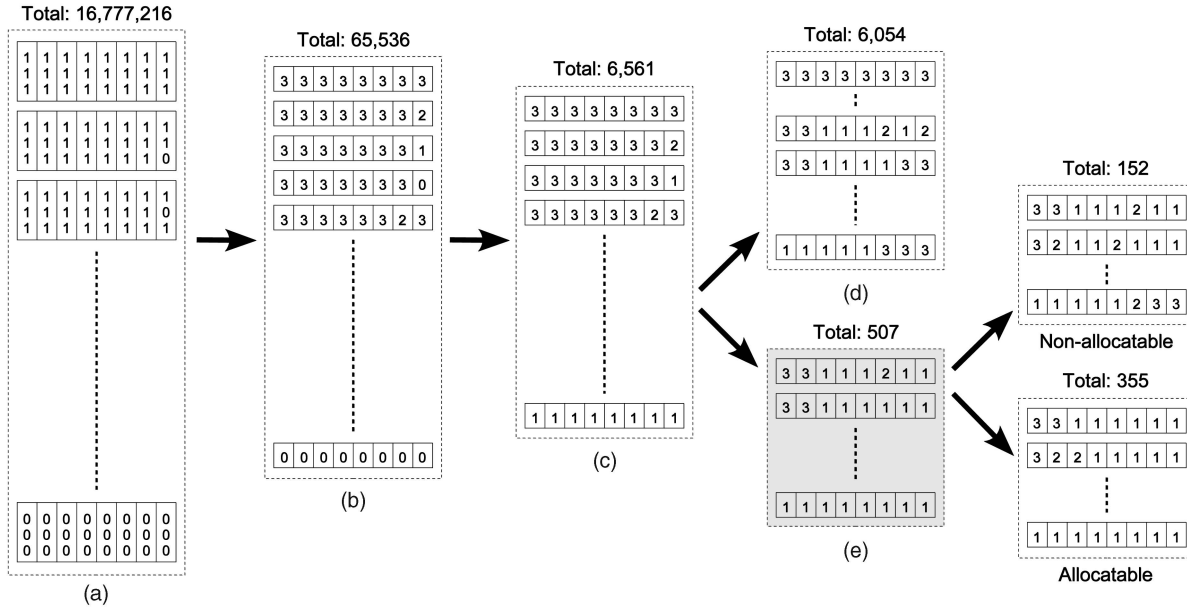 Total: 16,777,216
1 1 1 1 1 1 1 1
1 1 1 1 1 1 1 1
1 1 1 1 1 1 1 1
1 1 1 1 1 1 1 1
1 1 1 1 1 1 1 1
1 1 1 1 1 1 1 0
1 1 1 1 1 1 1 1
1 1 1 1 1 1 1 0
1 1 1 1 1 1 1 1
0 0 0 0 0 0 0 0
0 0 0 0 0 0 0 0
0 0 0 0 0 0 0 0
(a)
Total: 65,536
3 3 3 3 3 3 3 3
3 3 3 3 3 3 3 2
3 3 3 3 3 3 3 1
3 3 3 3 3 3 3 0
3 3 3 3 3 3 2 3
0 0 0 0 0 0 0 0
(b)
Total: 6,561
3 3 3 3 3 3 3 3
3 3 3 3 3 3 3 2
3 3 3 3 3 3 3 1
3 3 3 3 3 3 2 3
1 1 1 1 1 1 1 1
(c)
Total: 6,054
3 3 3 3 3 3 3 3
3 3 1 1 1 2 1 2
3 3 1 1 1 1 3 3
1 1 1 1 1 3 3 3
(d)
Total: 507
3 3 1 1 1 2 1 1
3 3 1 1 1 1 1 1
1 1 1 1 1 1 1 1
(e)
Total: 152
3 3 1 1 1 2 1 1
3 2 1 1 2 1 1 1
1 1 1 1 1 2 3 3
Non-allocatable
Total: 355
3 3 1 1 1 1 1 1
3 2 2 1 1 1 1 1
1 1 1 1 1 1 1 1
Allocatable